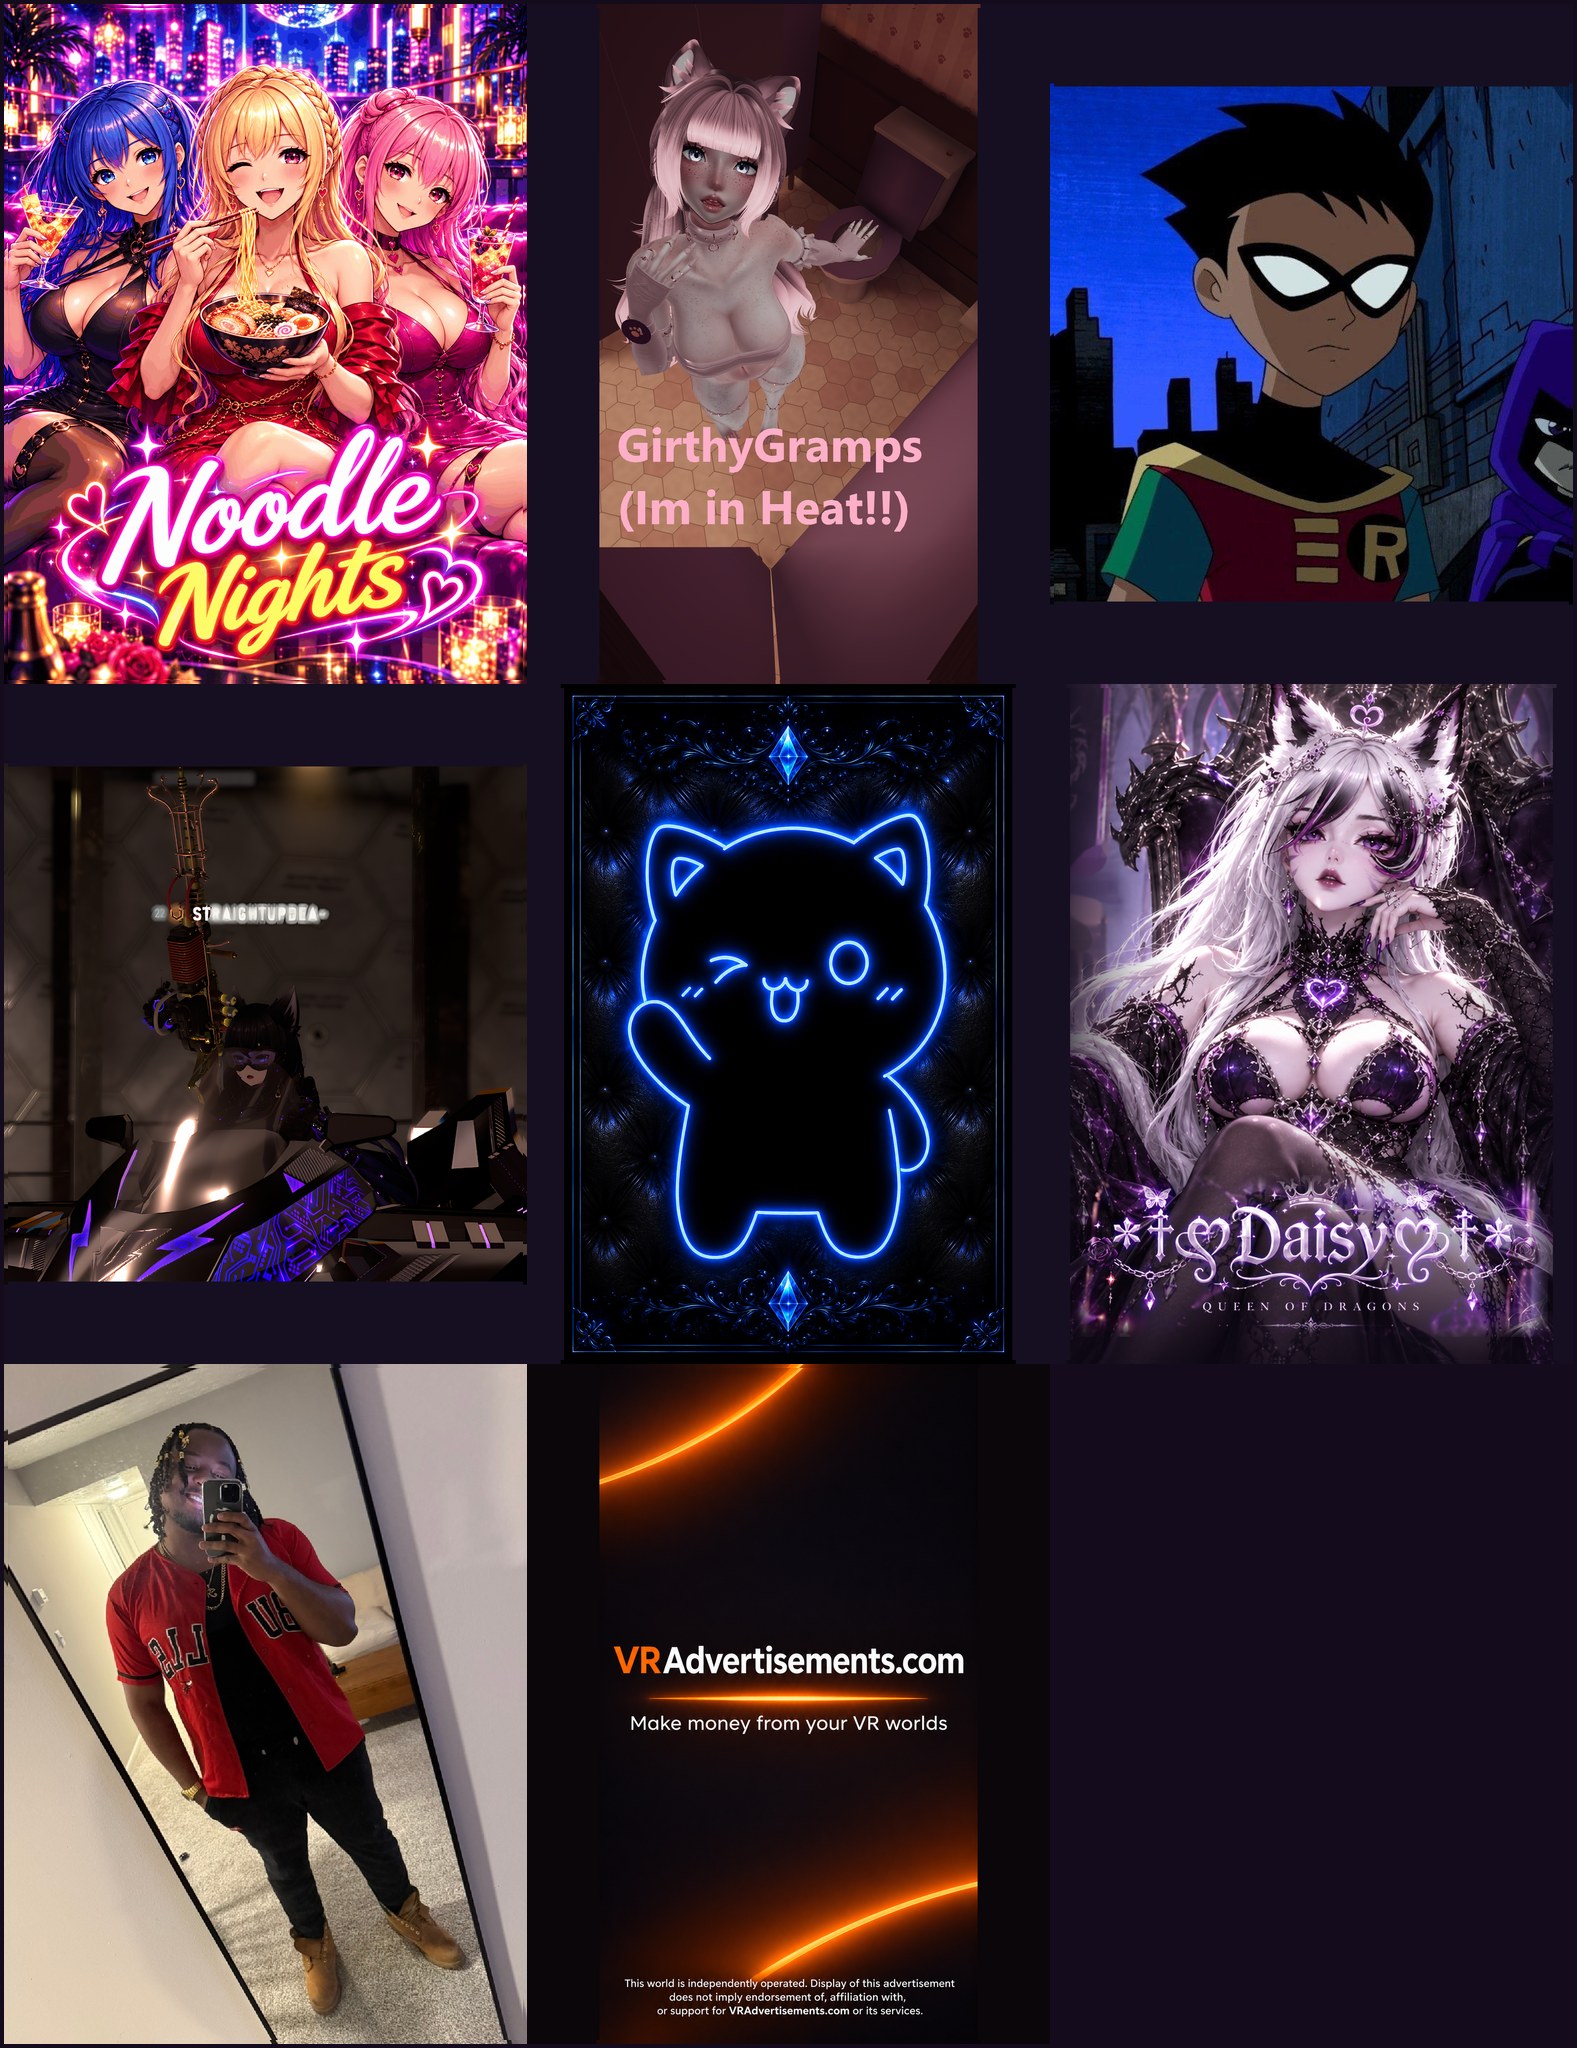 Noodle
Nights
GirthyGramps
(Im in Heat!!)
R
22 STRAIGHTUPDEA-
Daisy
QUEEN OF DRAGONS
VRAdvertisements.com
Make money from your VR worlds
This world is independently operated. Display of this advertisement
does not imply endorsement of, affiliation with,
or support for VRAdvertisements.com or its services.